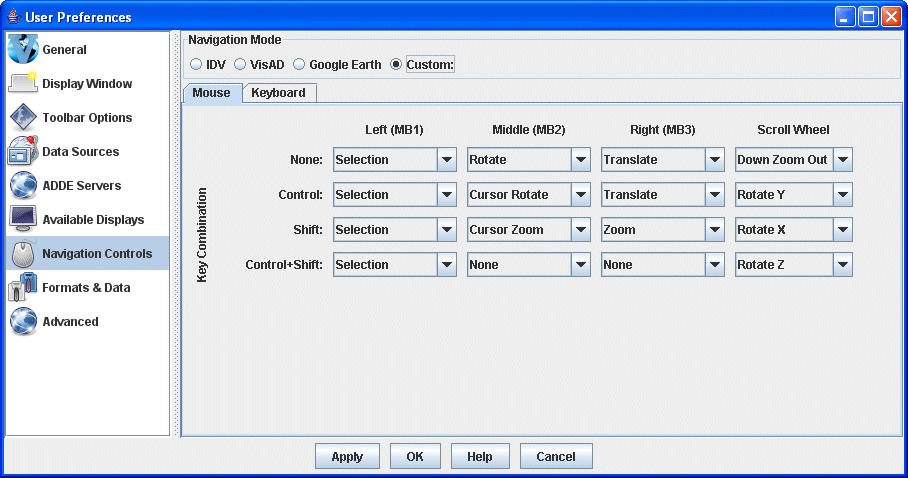 User Preferences
General
Display Window
Toolbar Options
Data Sources
ADDE Servers
Available Displays
Navigation Controls
Formats & Data
Advanced
Navigation Mode
IDV VisAD Google Earth Custom:
Mouse Keyboard
Left (MB1) Middle (MB2) Right (MB3) Scroll Wheel
Key Combination
None: Selection Rotate Translate Down Zoom Out
Control: Selection Cursor Rotate Translate Rotate Y
Shift: Selection Cursor Zoom Zoom Rotate X
Control+Shift: Selection None None Rotate Z
Apply OK Help Cancel